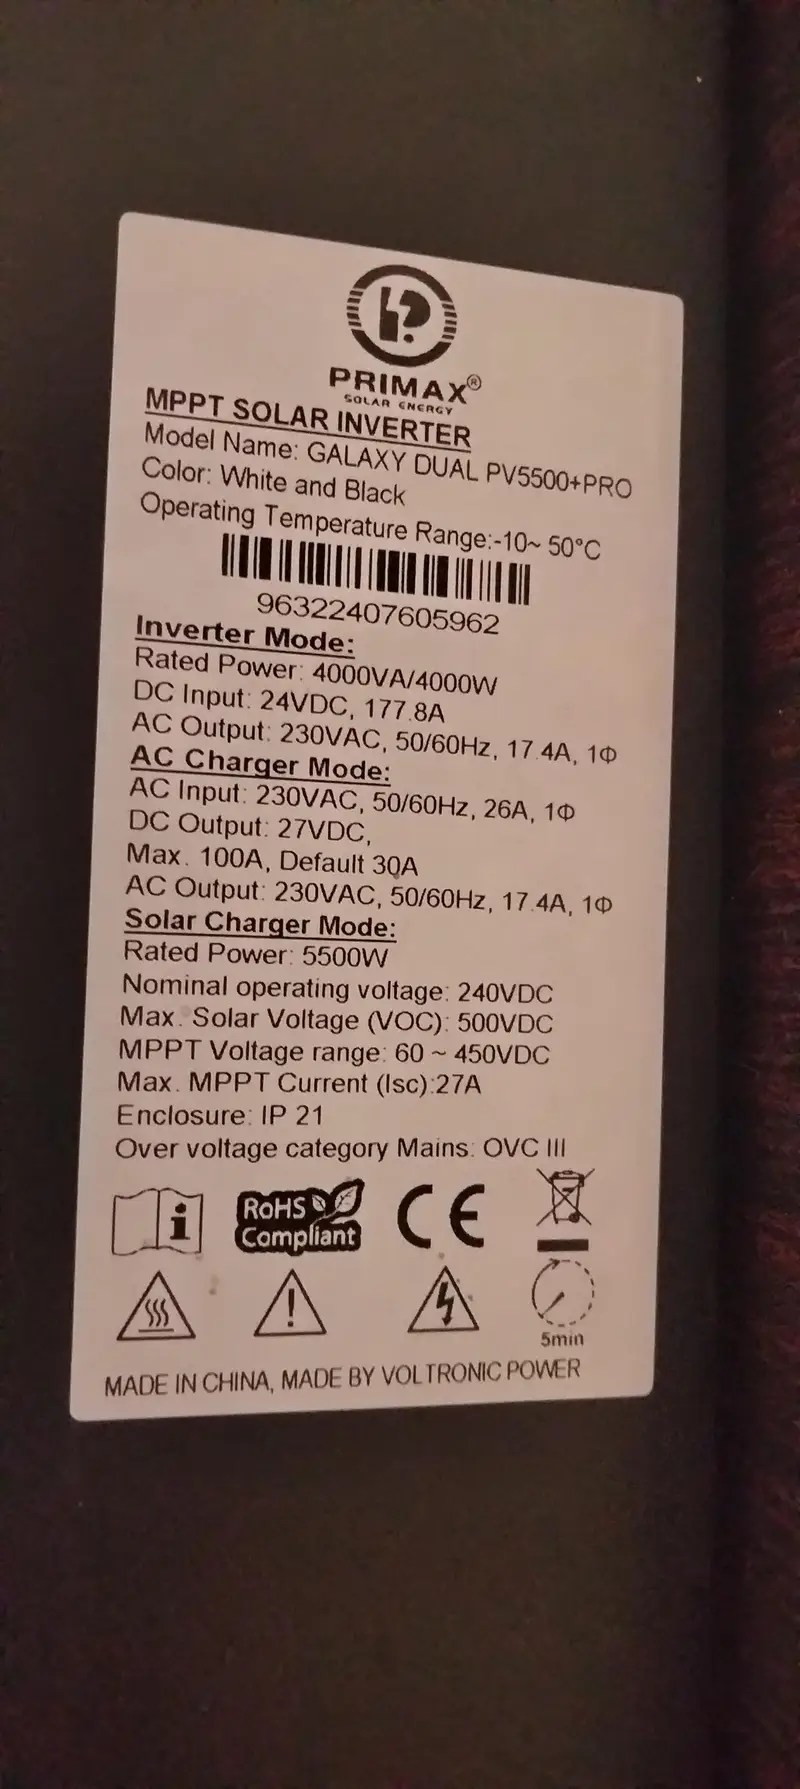 PRIMAX®
SOLAR ENERGY
MPPT SOLAR INVERTER
Model Name: GALAXY DUAL PV5500+PRO
Color: White and Black
Operating Temperature Range:-10~ 50°C
96322407605962
Inverter Mode:
Rated Power: 4000VA/4000W
DC Input: 24VDC, 177.8A
AC Output: 230VAC, 50/60Hz, 17.4A, 1Φ
AC Charger Mode:
AC Input: 230VAC, 50/60Hz, 26A, 1Φ
DC Output: 27VDC,
Max. 100A, Default 30A
AC Output: 230VAC, 50/60Hz, 17.4A, 1Φ
Solar Charger Mode:
Rated Power: 5500W
Nominal operating voltage: 240VDC
Max. Solar Voltage (VOC): 500VDC
MPPT Voltage range: 60 ~ 450VDC
Max. MPPT Current (Isc):27A
Enclosure: IP 21
Over voltage category Mains: OVC III
RoHS
Compliant
CE
5min
MADE IN CHINA, MADE BY VOLTRONIC POWER